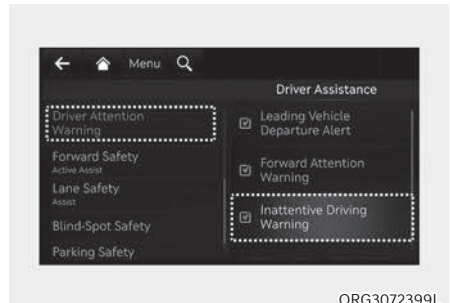 Menu
Driver Assistance
Driver Attention
Warning
Forward Safety
Active Assist
Lane Safety
Assist
Blind-Spot Safety
Parking Safety
Leading Vehicle
Departure Alert
Forward Attention
Warning
Inattentive Driving
Warning
ORG3072399L